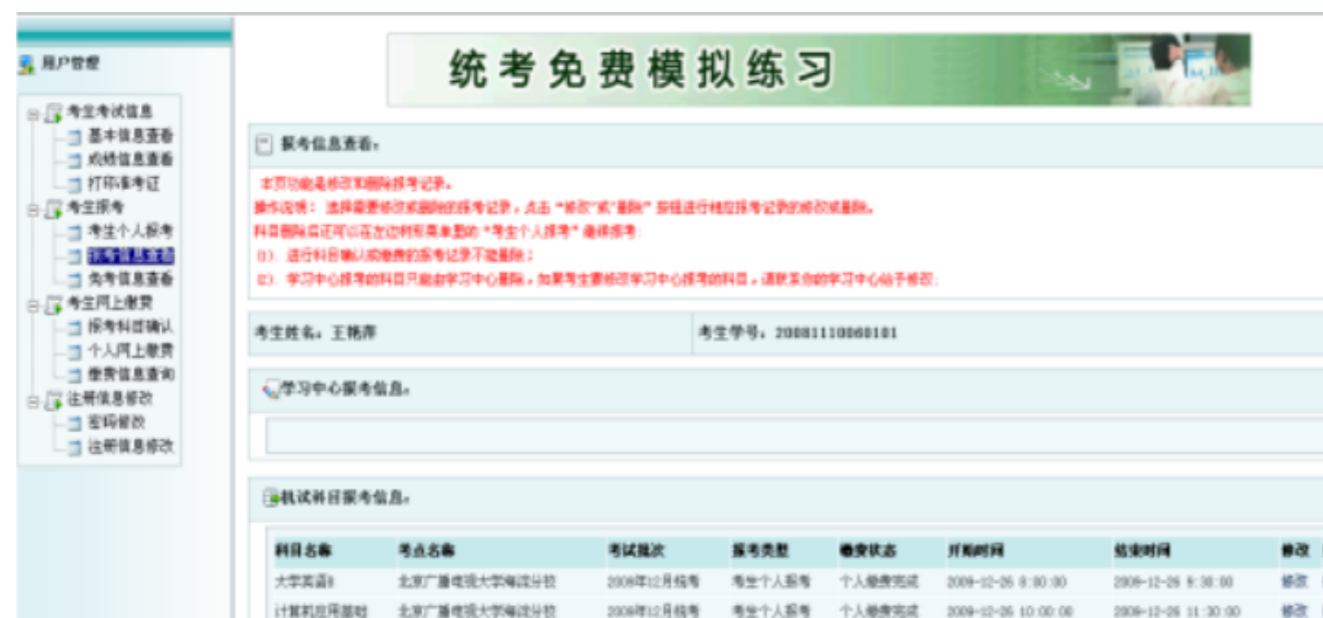 统考免费模拟练习
用户管理
考生考试信息
基本信息查看
成绩信息查看
打印准考证
考生报考
考生个人报考
报考信息查看
免考信息查看
考生网上缴费
报考科目确认
个人网上缴费
缴费信息查询
注册信息修改
密码修改
注册信息修改
报考信息查看:
本页功能是修改和删除报考记录。
操作说明: 选择需要修改或删除的报考记录,点击“修改”或“删除”按钮进行相应报考记录的修改或删除。
科目删除后还可以在左边树形菜单里的“考生个人报考”继续报考:
(1). 进行科目确认或缴费的报考记录不能删除;
(2). 学习中心报考的科目只能由学习中心删除,如果考生要修改学习中心报考的科目,请联系你的学习中心给予修改;
考生姓名: 王艳萍 考生学号: 20081110060101
学习中心报考信息:
机试科目报考信息:
科目名称 考点名称 考试批次 报考类型 缴费状态 开始时间 结束时间 修改
大学英语B 北京广播电视大学海淀分校 2009年12月统考 考生个人报考 个人缴费完成 2009-12-26 8:00:00 2009-12-26 9:30:00 修改
计算机应用基础 北京广播电视大学海淀分校 2009年12月统考 考生个人报考 个人缴费完成 2009-12-26 10:00:00 2009-12-26 11:30:00 修改